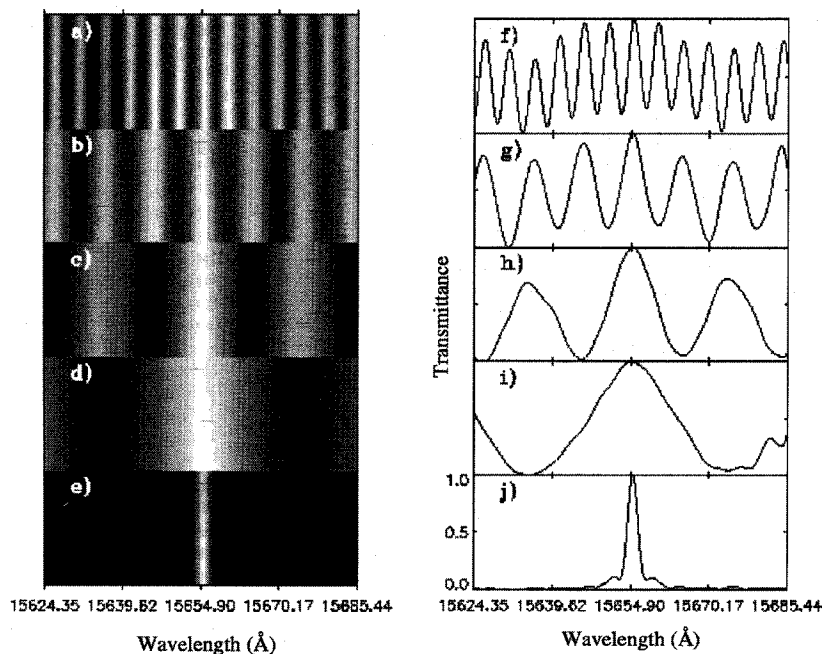 a)
b)
c)
d)
e)
15624.35 15639.62 15654.90 15670.17 15685.44
Wavelength (Å)
f)
g)
h)
i)
j)
Transmittance
1.0
0.5
0.0
15624.35 15639.62 15654.90 15670.17 15685.44
Wavelength (Å)